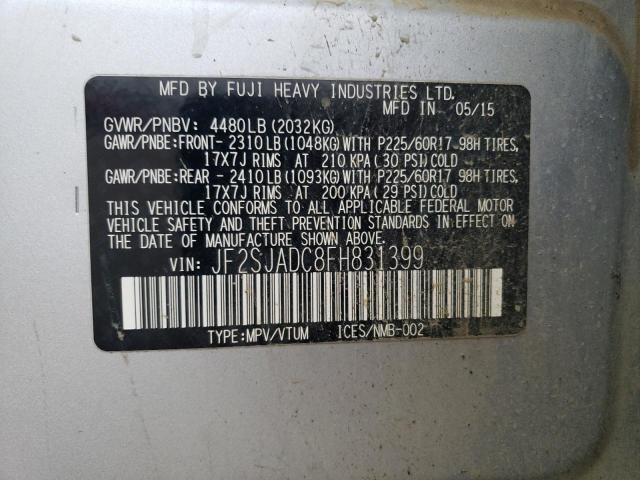 MFD BY FUJI HEAVY INDUSTRIES LTD.
MFD IN 05/15
GVWR/PNBV: 4480LB(2032KG)
GAWR/PNBE:FRONT- 2310LB(1048KG)WITH P225/60R17 98H TIRES,
17X7J RIMS AT 210KPA(30 PSI)COLD
GAWR/PNBE:REAR - 2410LB(1093KG)WITH P225/60R17 98H TIRES,
17X7J RIMS AT 200KPA(29 PSI)COLD
THIS VEHICLE CONFORMS TO ALL APPLICABLE FEDERAL MOTOR
VEHICLE SAFETY AND THEFT PREVENTION STANDARDS IN EFFECT ON
THE DATE OF MANUFACTURE SHOWN ABOVE.
VIN: JF2SJADC8FH831399
TYPE:MPV/VTUM ICES/NMB-002